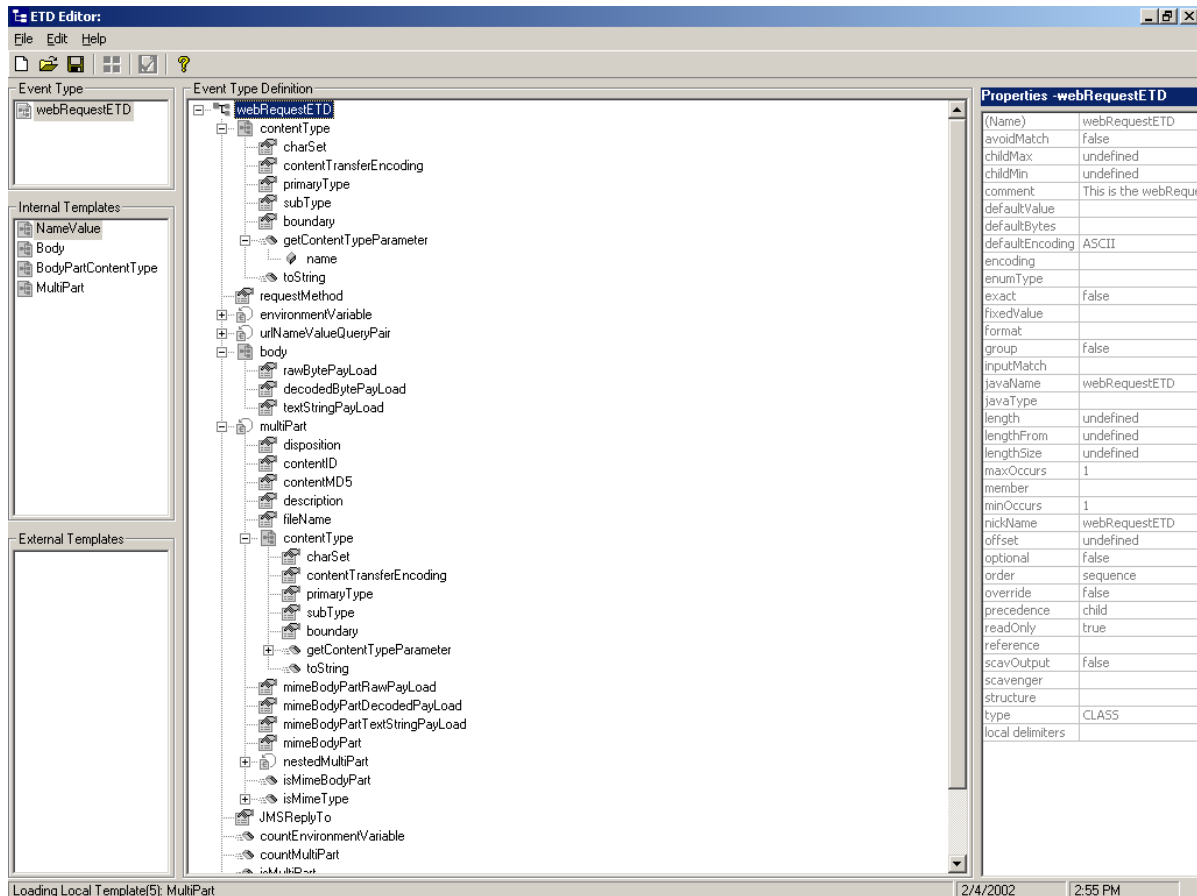 ETD Editor:
File Edit Help
Event Type
webRequestETD
Internal Templates
NameValue
Body
BodyPartContentType
MultiPart
External Templates
Event Type Definition
webRequestETD
contentType
charSet
contentTransferEncoding
primaryType
subType
boundary
getContentTypeParameter
name
toString
requestMethod
environmentVariable
urlNameValueQueryPair
body
rawBytePayLoad
decodedBytePayLoad
textStringPayLoad
multiPart
disposition
contentID
contentMD5
description
fileName
contentType
charSet
contentTransferEncoding
primaryType
subType
boundary
getContentTypeParameter
toString
mimeBodyPartRawPayLoad
mimeBodyPartDecodedPayLoad
mimeBodyPartTextStringPayLoad
mimeBodyPart
nestedMultiPart
isMimeBodyPart
isMimeType
JMSReplyTo
countEnvironmentVariable
countMultiPart
isMultiPart
Properties -webRequestETD
(Name) webRequestETD
avoidMatch false
childMax undefined
childMin undefined
comment This is the webReque
defaultValue
defaultBytes
defaultEncoding ASCII
encoding
enumType
exact false
fixedValue
format
group false
inputMatch
javaName webRequestETD
javaType
length undefined
lengthFrom undefined
lengthSize undefined
maxOccurs 1
member
minOccurs 1
nickName webRequestETD
offset undefined
optional false
order sequence
override false
precedence child
readOnly true
reference
scavOutput false
scavenger
structure
type CLASS
local delimiters
Loading Local Template(5): MultiPart
2/4/2002 2:55 PM